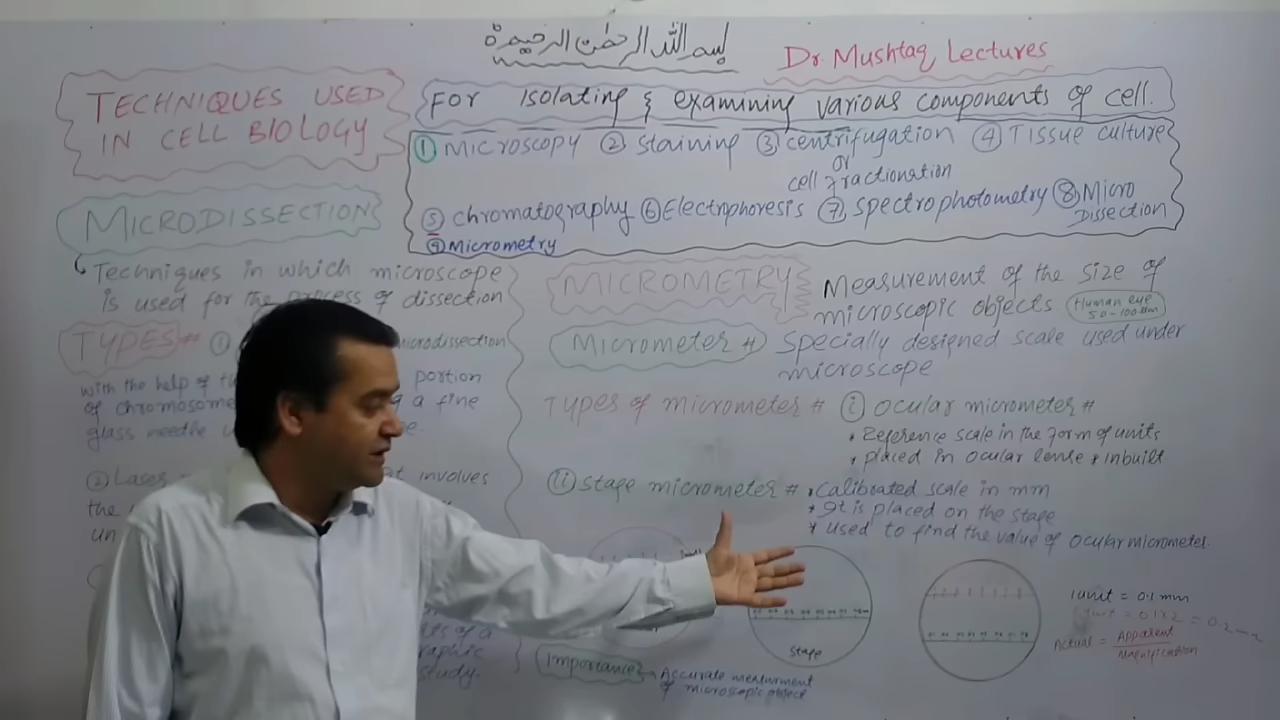 بسم الله الرحمٰن الرحيم
Dr. Mushtaq Lectures
TECHNIQUES USED
IN CELL BIOLOGY
FOR Isolating & examining various components of cell.
① Microscopy ② Staining ③ centrifugation ④ Tissue culture
or
cell fractionation
⑤ chromatography ⑥ Electrophoresis ⑦ Spectrophotometry ⑧ Micro
Dissection
⑨ Micrometry
MICRODISSECTION
Techniques in which microscope
is used for the process of dissection
TYPES ①
microdissection
with the help of
portion
of chromosome
a fine
glass needle
② Laser
involves
the
of a
study.
MICROMETRY
Measurement of the size of
microscopic objects
Human eye
50-100
Micrometer # Specially designed scale used under
microscope
Types of micrometer # ⓘ Ocular micrometer #
Reference scale in the form of units
placed in ocular lense
inbuilt
ⓘⓘ Stage micrometer # Calibrated scale in mm
It is placed on the stage
used to find the value of ocular micrometer.
Stage
1 unit = 0.1 mm
Actual = Apparent
Magnification
Importance
Accurate measurment
of microscopic object